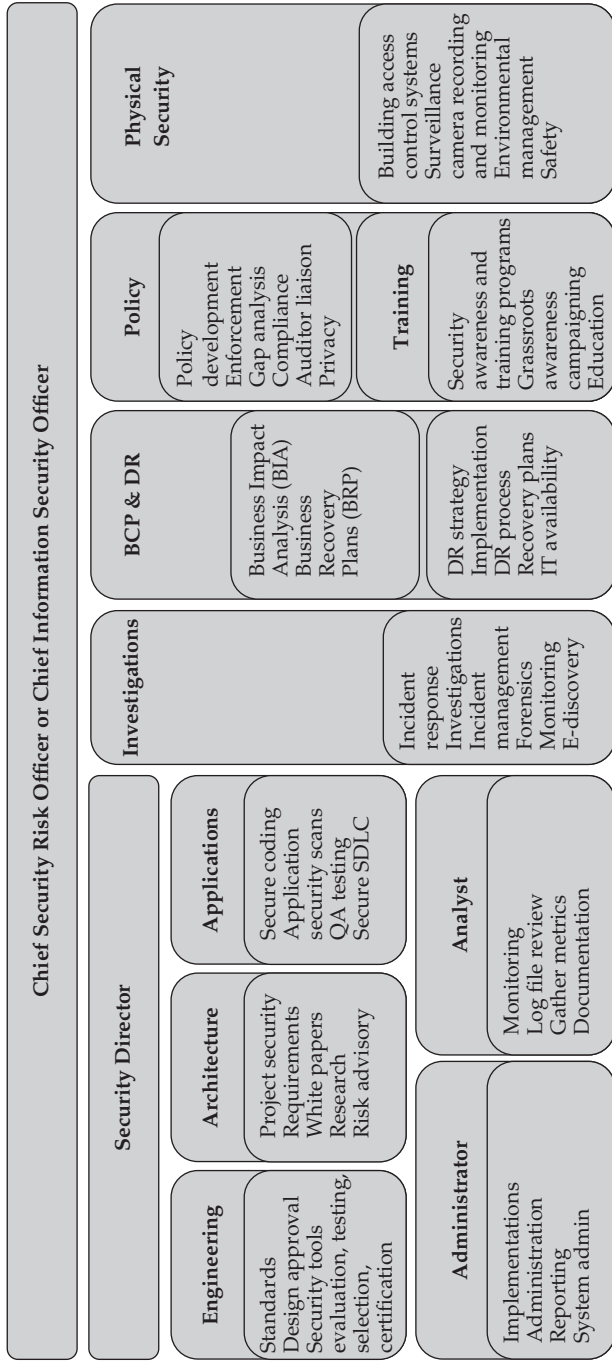 Chief Security Risk Officer or Chief Information Security Officer
Security Director
Engineering
Standards
Design approval
Security tools
evaluation, testing,
selection,
certification
Architecture
Project security
Requirements
White papers
Research
Risk advisory
Applications
Secure coding
Application
security scans
QA testing
Secure SDLC
Administrator
Implementations
Administration
Reporting
System admin
Analyst
Monitoring
Log file review
Gather metrics
Documentation
Investigations
Incident
response
Investigations
Incident
management
Forensics
Monitoring
E-discovery
BCP & DR
Business Impact
Analysis (BIA)
Business
Recovery
Plans (BRP)
DR strategy
Implementation
DR process
Recovery plans
IT availability
Policy
Policy
development
Enforcement
Gap analysis
Compliance
Auditor liaison
Privacy
Training
Security
awareness and
training programs
Grassroots
awareness
campaigning
Education
Physical
Security
Building access
control systems
Surveillance
camera recording
and monitoring
Environmental
management
Safety